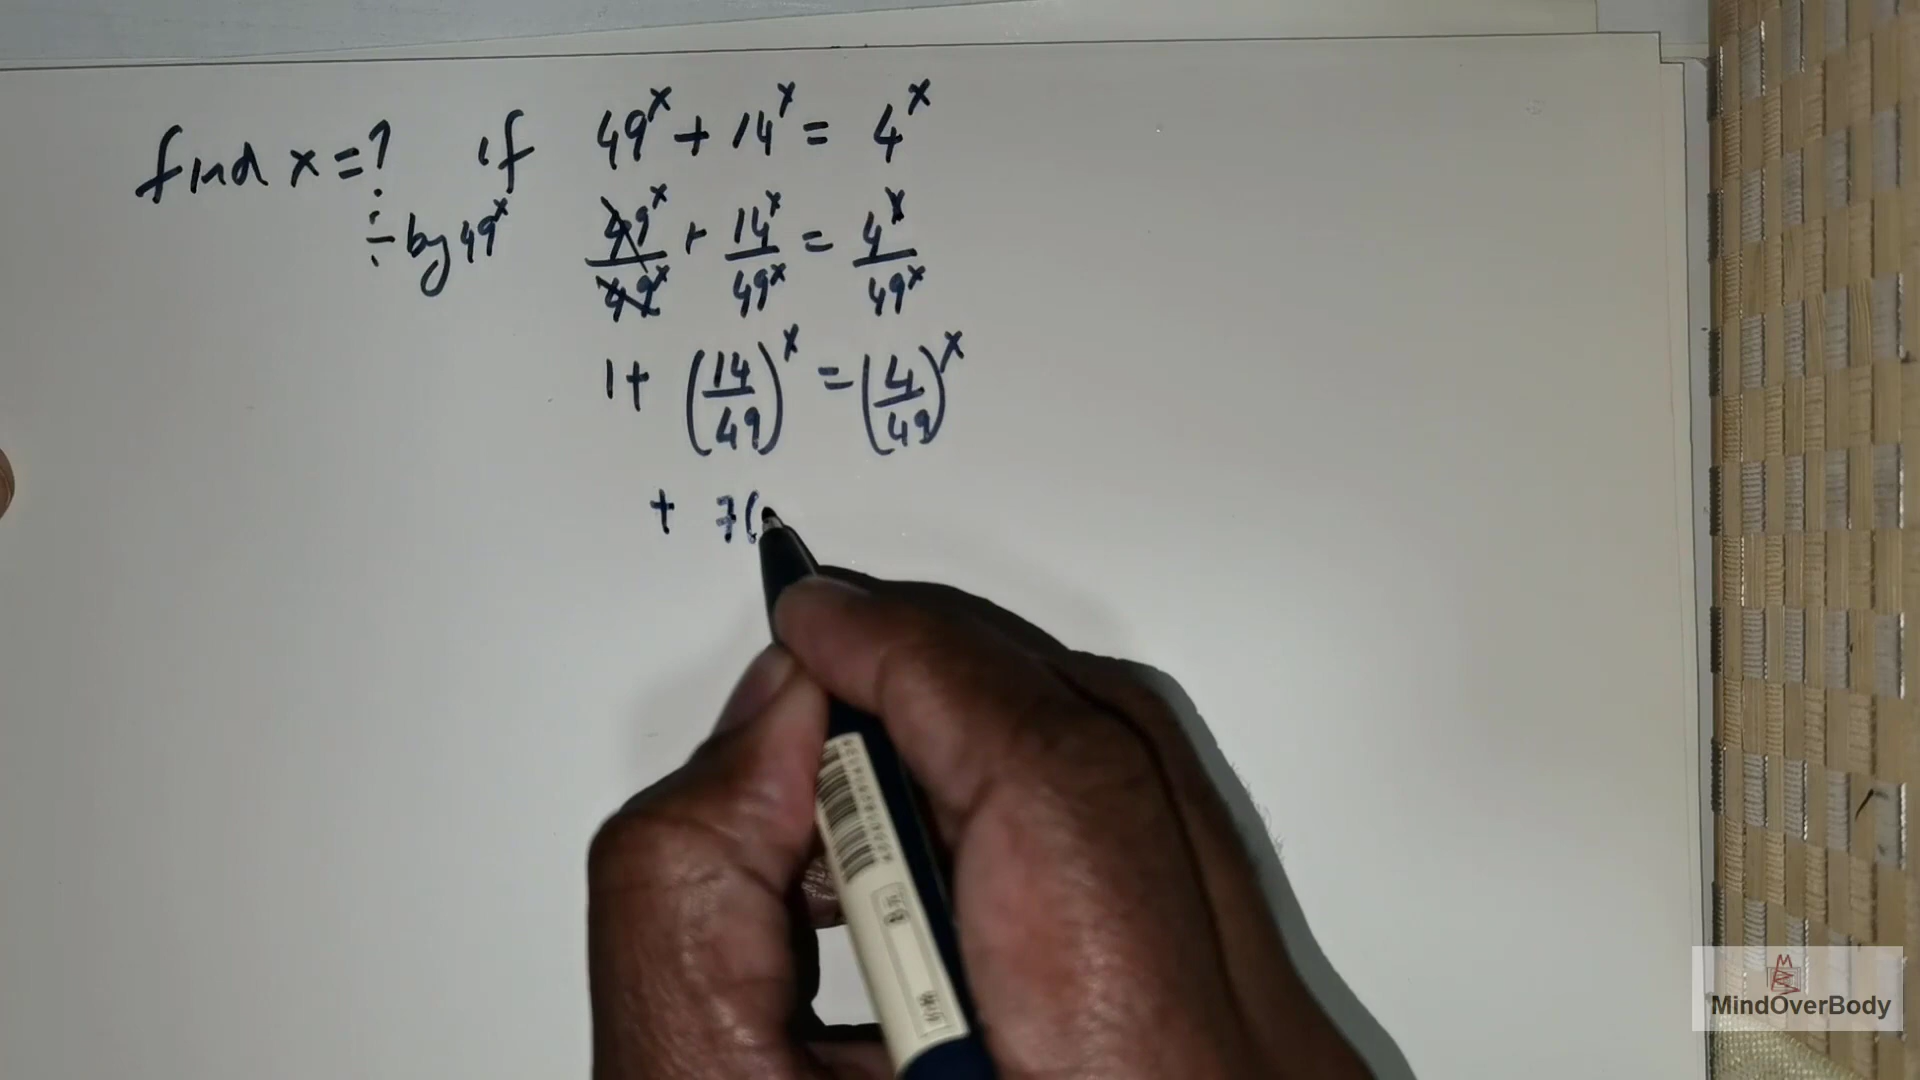 find x = ? if 49^x + 14^x = 4^x
÷ by 49^x 49^x/49^x + 14^x/49^x = 4^x/49^x
1 + (14/49)^x = (4/49)^x
+ 7(
MindOverBody